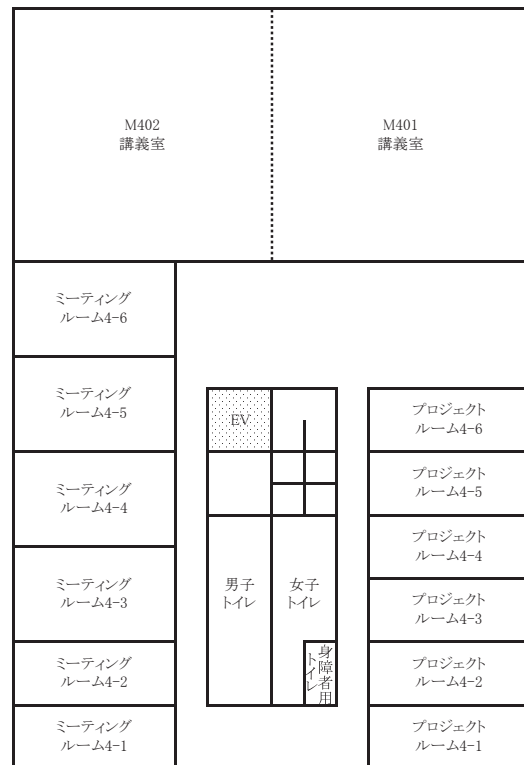 M402
講義室
M401
講義室
ミーティング
ルーム4-6
ミーティング
ルーム4-5
ミーティング
ルーム4-4
ミーティング
ルーム4-3
ミーティング
ルーム4-2
ミーティング
ルーム4-1
EV
男子
トイレ
女子
トイレ
身障者用
トイレ
プロジェクト
ルーム4-6
プロジェクト
ルーム4-5
プロジェクト
ルーム4-4
プロジェクト
ルーム4-3
プロジェクト
ルーム4-2
プロジェクト
ルーム4-1